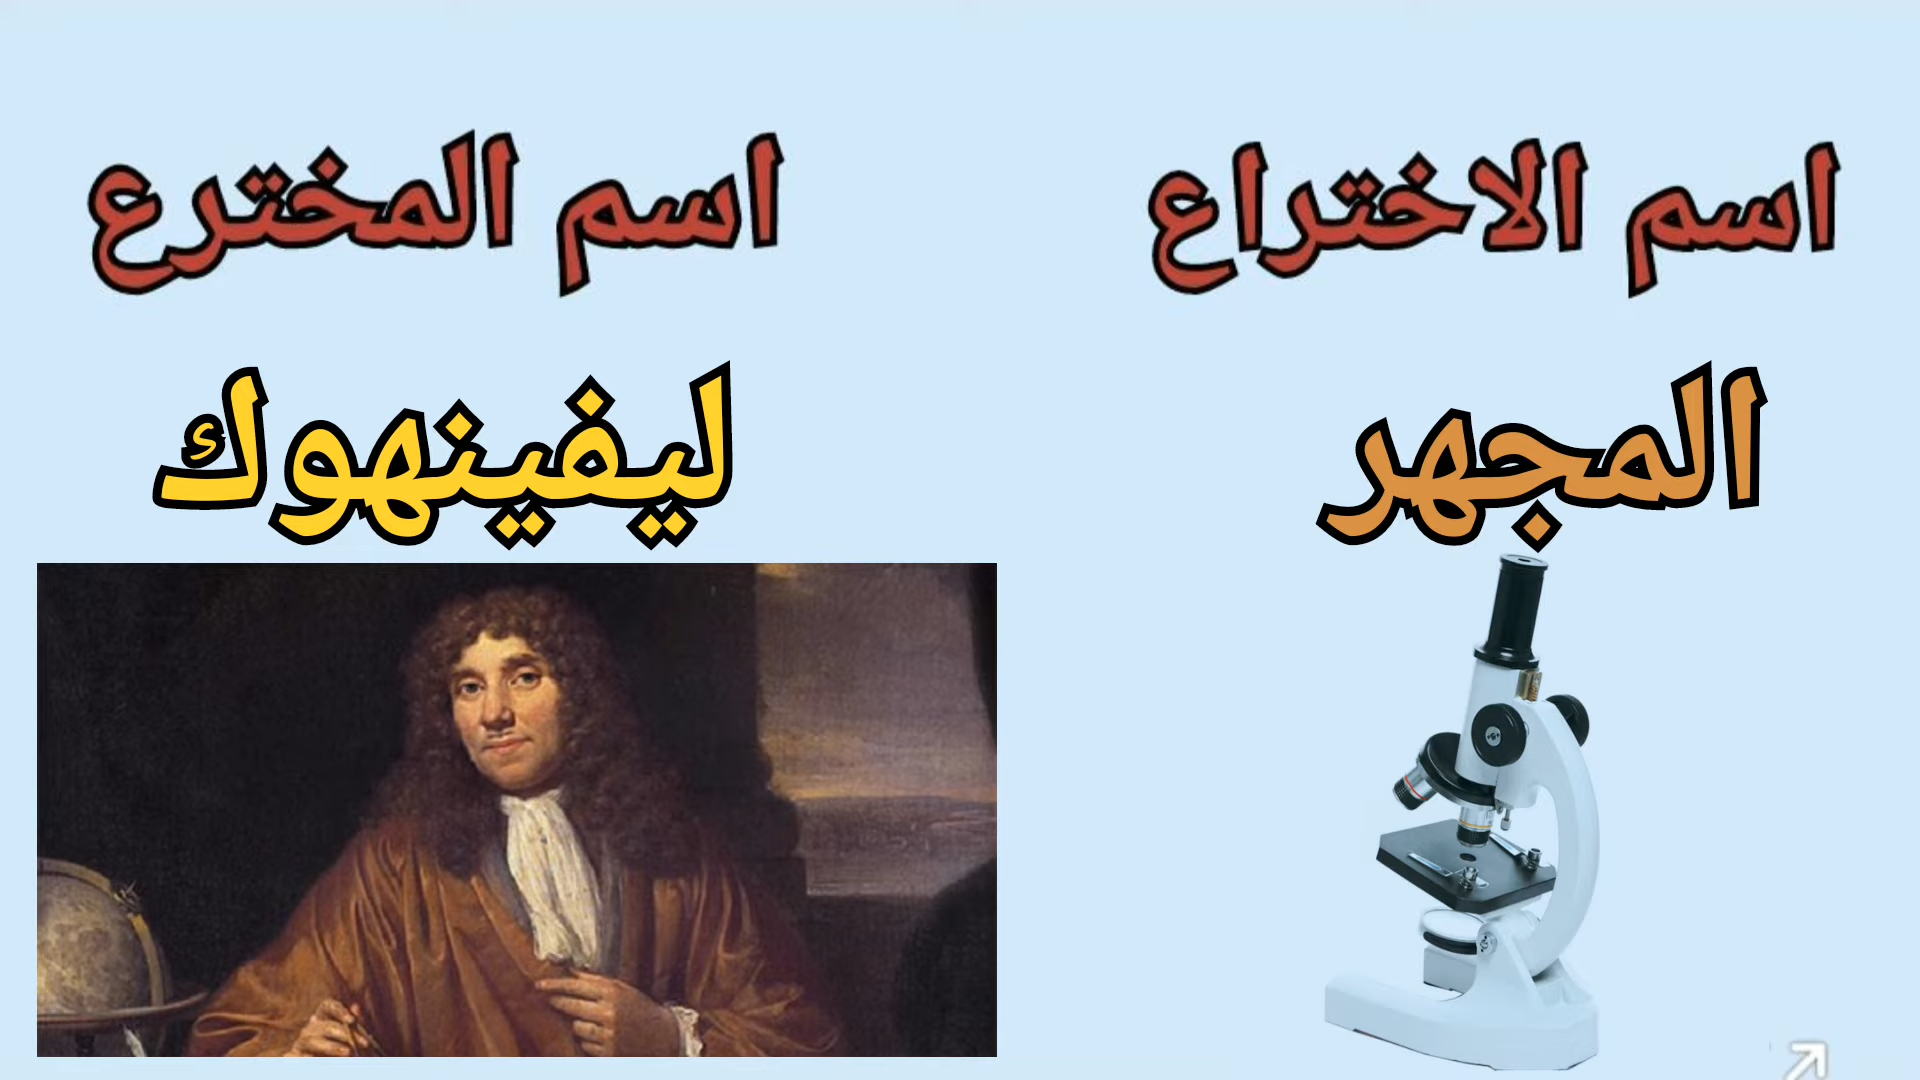 اسم الاختراع
اسم المخترع
المجهر
ليفينهوك